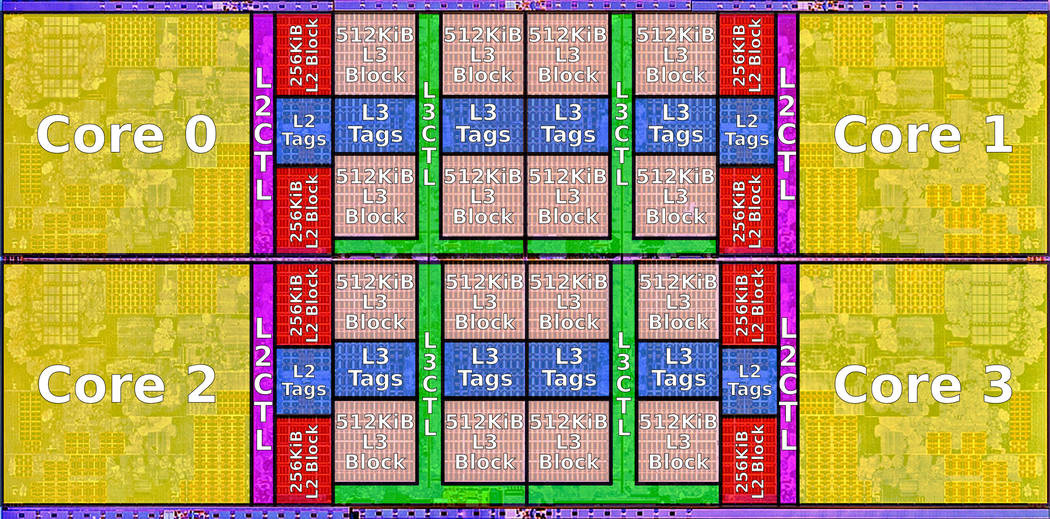 Core 0
L2CTL
256KiB
L2 Block
L2
Tags
256KiB
L2 Block
512KiB
L3
Block
L3
Tags
512KiB
L3
Block
L3CTL
512KiB
L3
Block
L3
Tags
512KiB
L3
Block
512KiB
L3
Block
L3
Tags
512KiB
L3
Block
L3CTL
512KiB
L3
Block
L3
Tags
512KiB
L3
Block
256KiB
L2 Block
L2
Tags
256KiB
L2 Block
L2CTL
Core 1
Core 2
L2CTL
256KiB
L2 Block
L2
Tags
256KiB
L2 Block
512KiB
L3
Block
L3
Tags
512KiB
L3
Block
L3CTL
512KiB
L3
Block
L3
Tags
512KiB
L3
Block
512KiB
L3
Block
L3
Tags
512KiB
L3
Block
L3CTL
512KiB
L3
Block
L3
Tags
512KiB
L3
Block
256KiB
L2 Block
L2
Tags
256KiB
L2 Block
L2CTL
Core 3